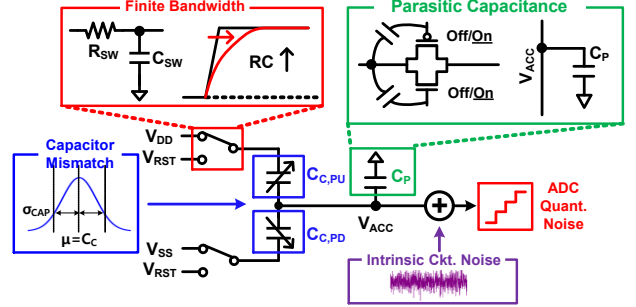 Finite Bandwidth
R_SW
C_SW
RC
Parasitic Capacitance
Off/On
Off/On
V_ACC
C_P
Capacitor
Mismatch
σ_CAP
μ=C_C
V_DD
V_RST
V_SS
V_RST
C_C,PU
C_C,PD
C_P
V_ACC
ADC
Quant.
Noise
Intrinsic Ckt. Noise